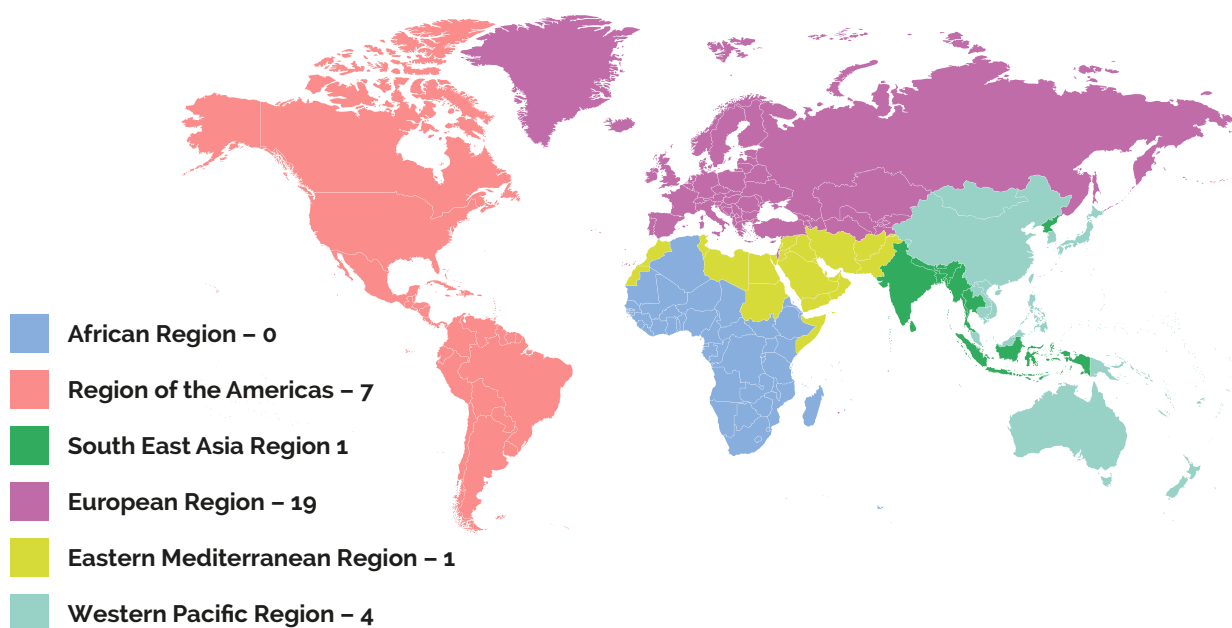 African Region – 0
Region of the Americas – 7
South East Asia Region 1
European Region – 19
Eastern Mediterranean Region – 1
Western Pacific Region – 4